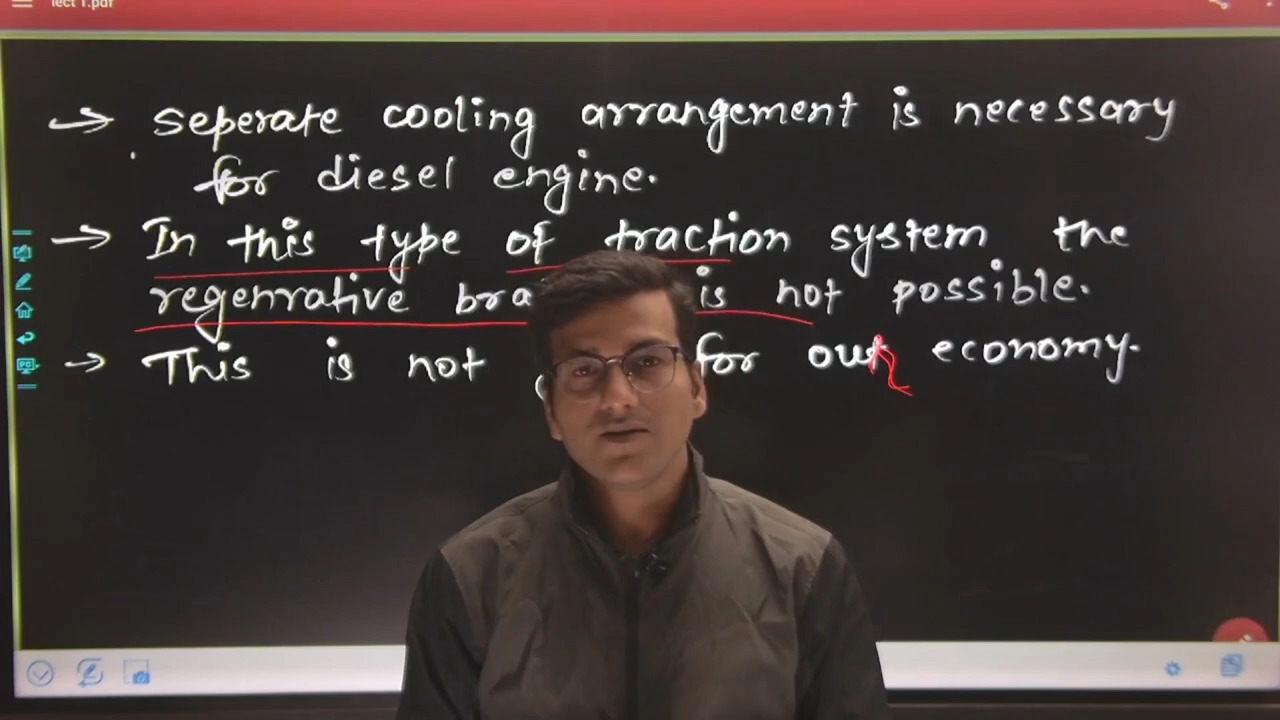 lect 1.pdf
→ seperate cooling arrangement is necessary
for diesel engine.
→ In this type of traction system the
regenrative bra is not possible.
→ This is not for our economy.